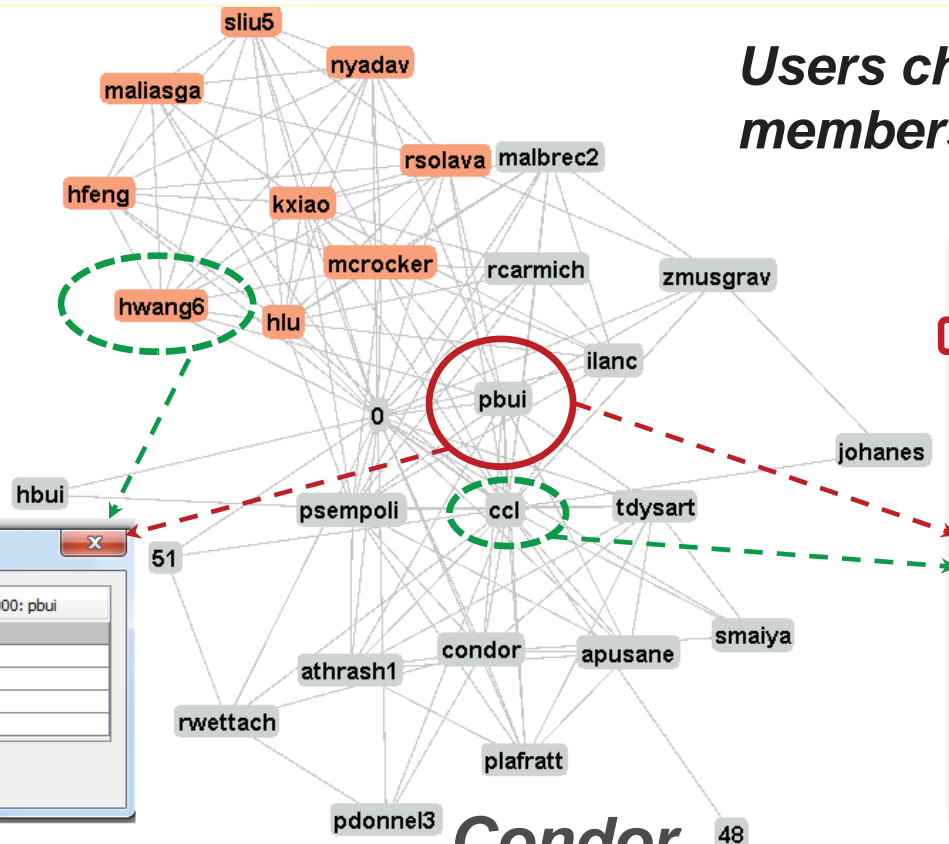 sliu5
Users ch
members
nyadav
maliasga
rsolava
malbrec2
hfeng
kxiao
mcrocker
rcarmich
zmusgrav
hwang6
hlu
ilanc
pbui
0
johanes
hbui
psempoli
ccl
tdysart
51
x
00: pbui
smaiya
condor
apusane
athrash1
rwettach
plafratt
pdonnel3
Condor
48